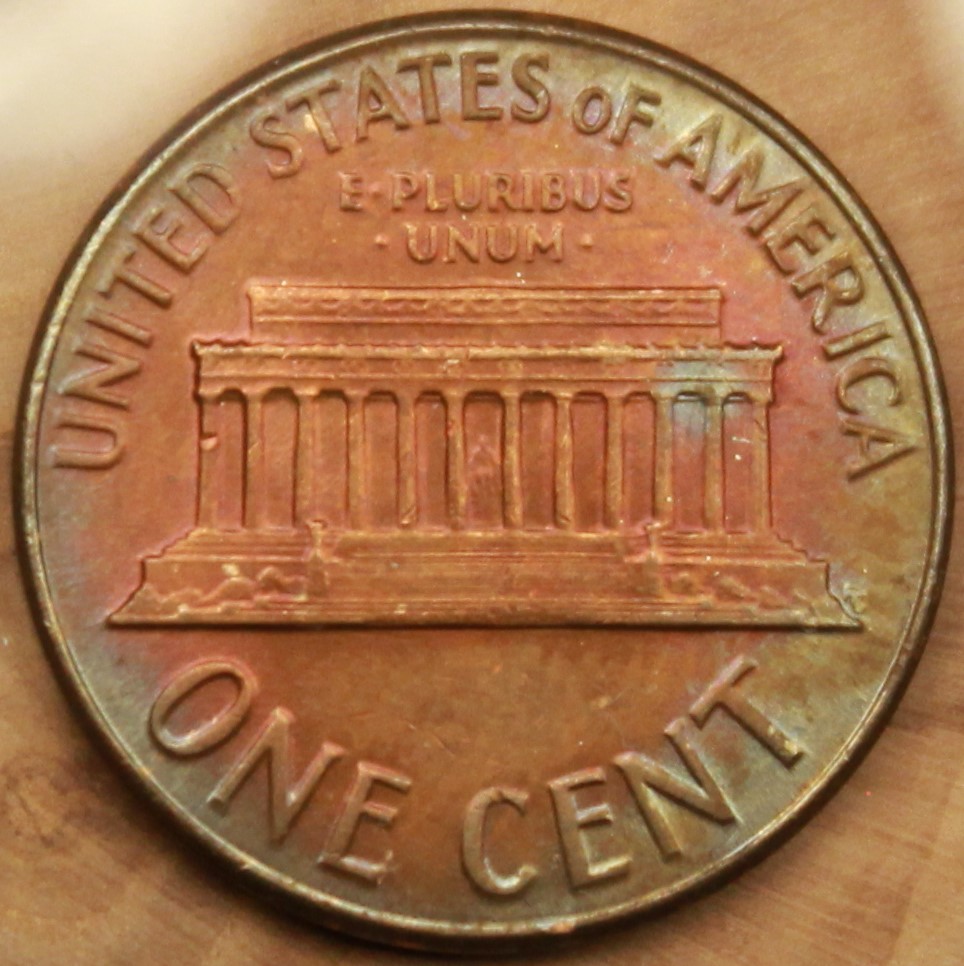 UNITED STATES OF AMERICA
E·PLURIBUS
·UNUM·
ONE CENT